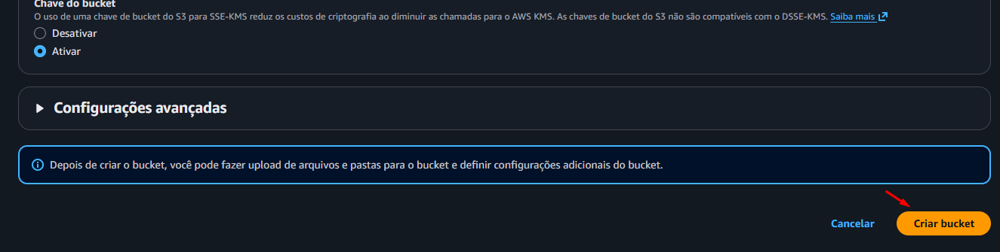 Chave do bucket
O uso de uma chave de bucket do S3 para SSE-KMS reduz os custos de criptografia ao diminuir as chamadas para o AWS KMS. As chaves de bucket do S3 não são compatíveis com o DSSE-KMS. Saiba mais
Desativar
Ativar
Configurações avançadas
Depois de criar o bucket, você pode fazer upload de arquivos e pastas para o bucket e definir configurações adicionais do bucket.
Cancelar
Criar bucket